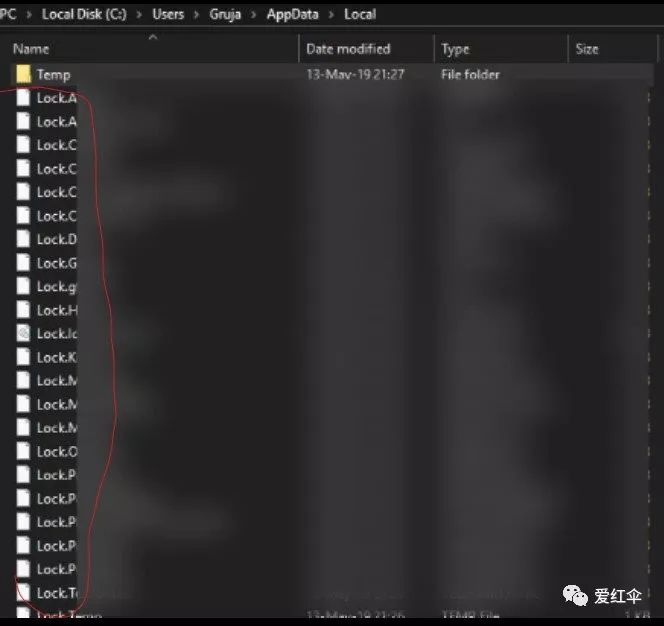 PC > Local Disk (C:) > Users > Gruja > AppData > Local
Name Date modified Type Size
Temp 13-May-19 21:27 File folder
Lock.A
Lock.A
Lock.C
Lock.C
Lock.C
Lock.C
Lock.D
Lock.G
Lock.g
Lock.H
Lock.Ic
Lock.K
Lock.M
Lock.M
Lock.M
Lock.O
Lock.P
Lock.P
Lock.P
Lock.P
Lock.P
Lock.Te
Lock.Temp 13-May-19 21:26 TEMP File 1 KB
爱红伞